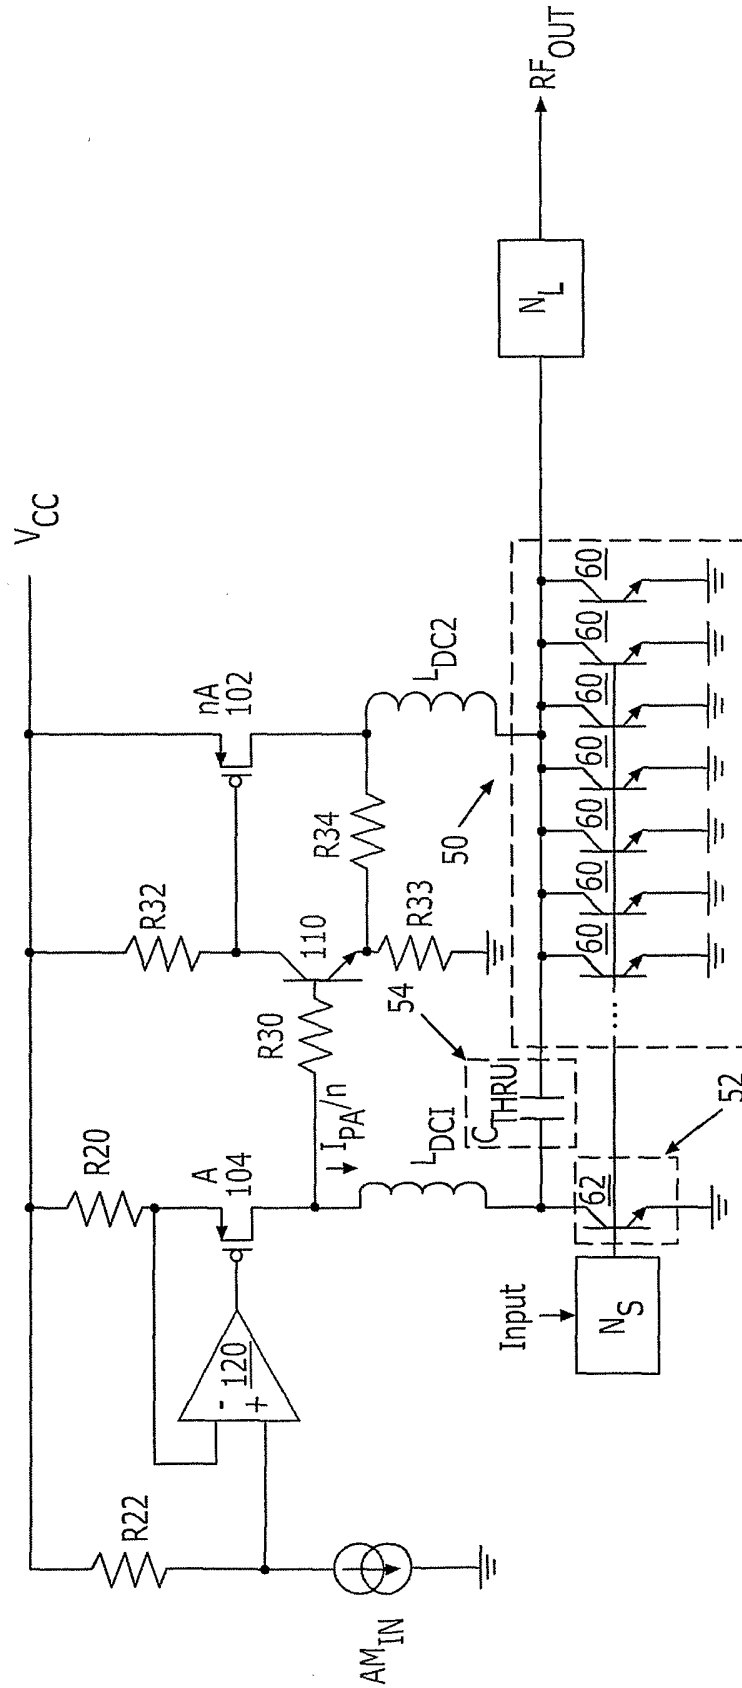 V_CC
R22
R20
R32
AM_IN
-
+
120
A
104
nA
102
R30
110
R34
R33
I_PA/n
L_DCI
L_DC2
54
C_THRU
50
Input
N_S
62
52
...
60
60
60
60
60
60
60
N_L
RF_OUT